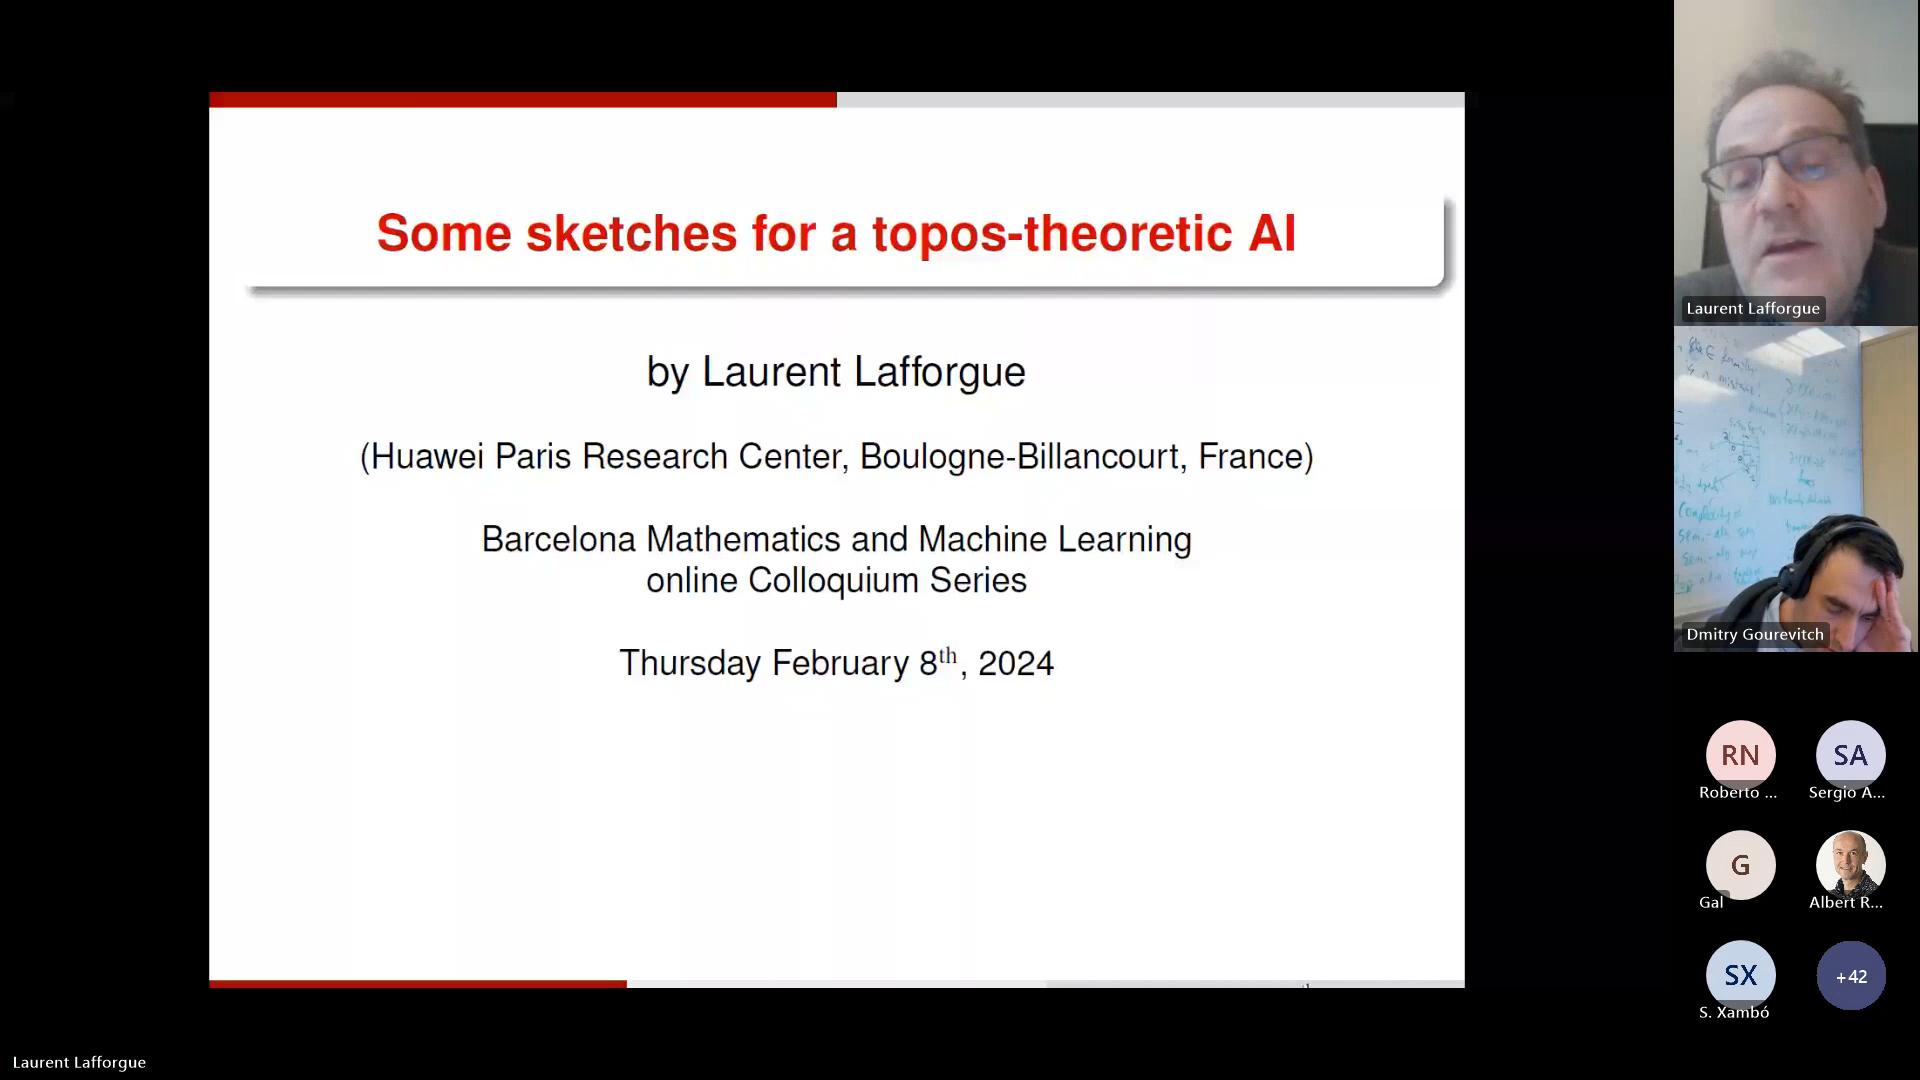 Some sketches for a topos-theoretic AI
by Laurent Lafforgue
(Huawei Paris Research Center, Boulogne-Billancourt, France)
Barcelona Mathematics and Machine Learning
online Colloquium Series
Thursday February 8th, 2024
Laurent Lafforgue
Dmitry Gourevitch
RN
Roberto ...
SA
Sergio A...
G
Gal
Albert R...
SX
S. Xambó
+42
Laurent Lafforgue